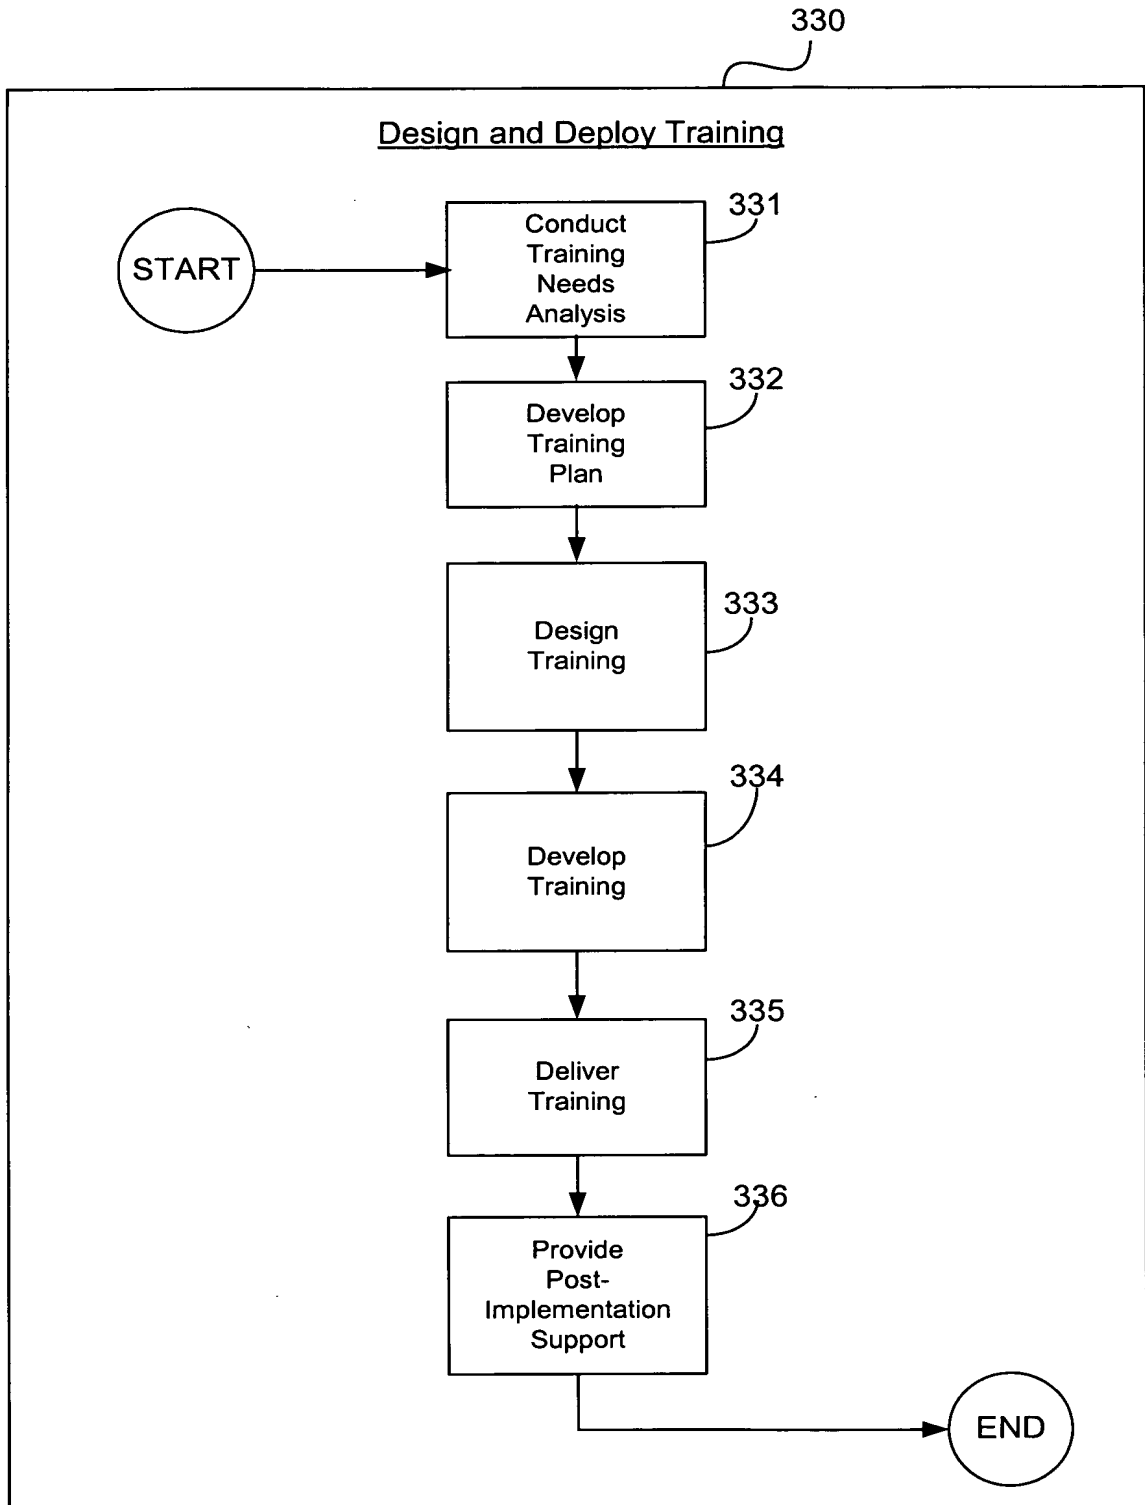 330
Design and Deploy Training
START
Conduct
Training
Needs
Analysis
331
Develop
Training
Plan
332
Design
Training
333
Develop
Training
334
Deliver
Training
335
Provide
Post-
Implementation
Support
336
END